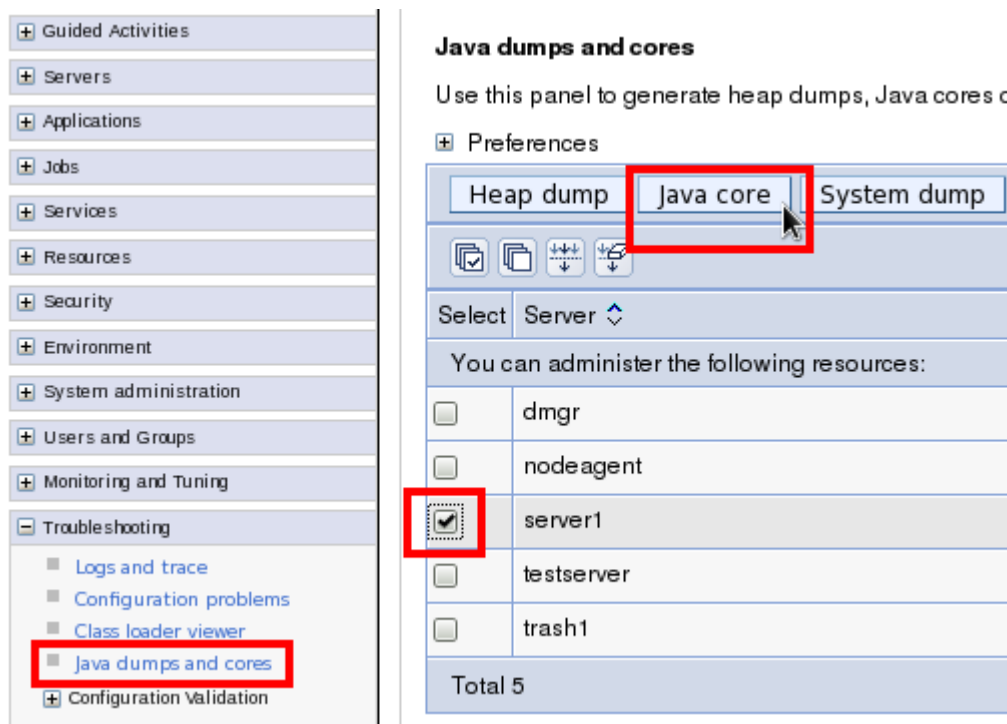 Guided Activities
Servers
Applications
Jobs
Services
Resources
Security
Environment
System administration
Users and Groups
Monitoring and Tuning
Troubleshooting
Logs and trace
Configuration problems
Class loader viewer
Java dumps and cores
Configuration Validation
Java dumps and cores
Use this panel to generate heap dumps, Java cores
Preferences
Heap dump Java core System dump
Select Server
You can administer the following resources:
dmgr
nodeagent
server1
testserver
trash1
Total 5